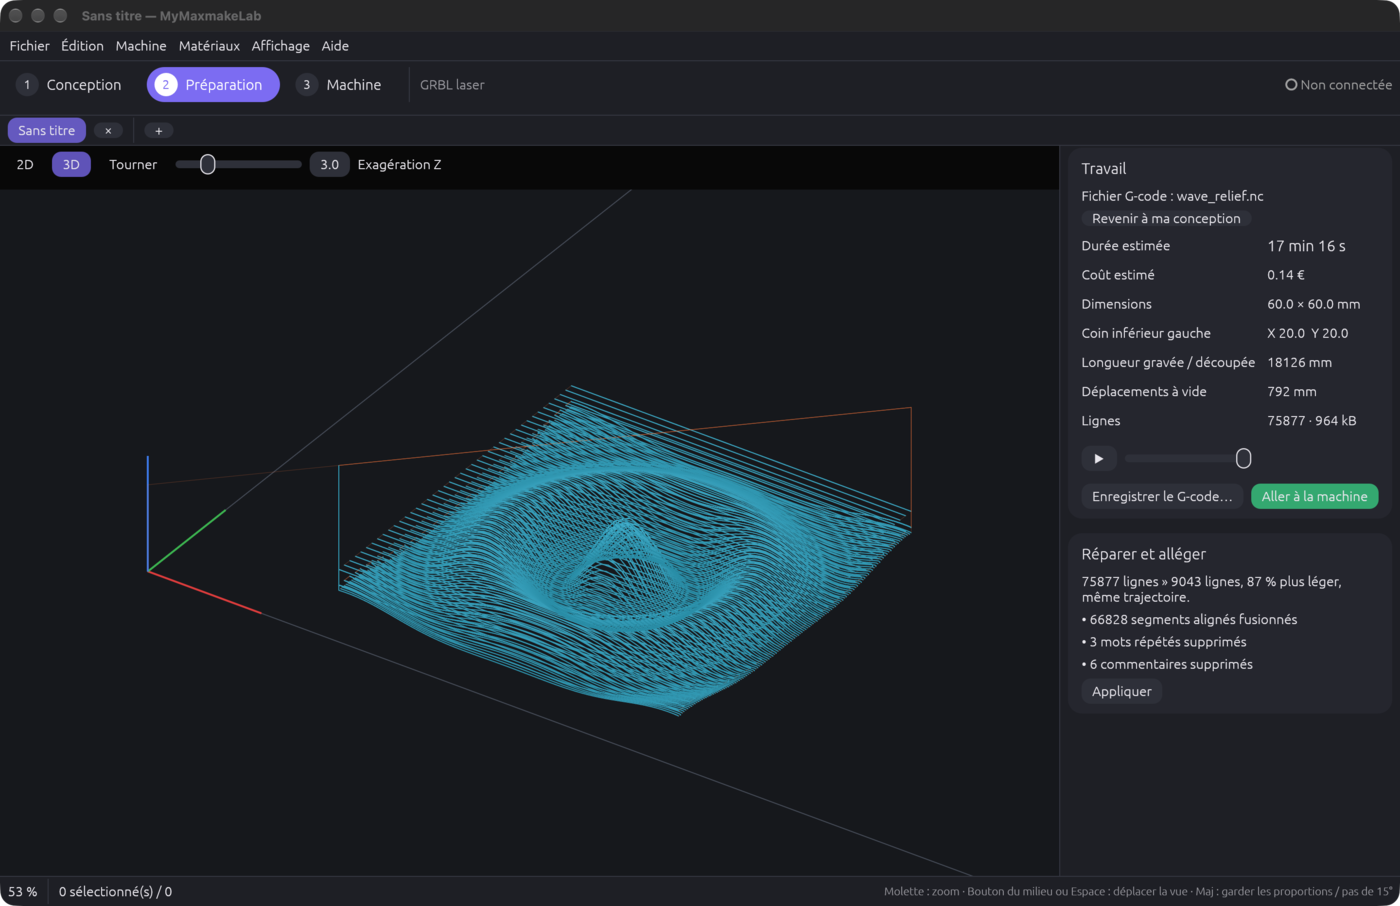 Sans titre — MyMaxmakeLab
Fichier Édition Machine Matériaux Affichage Aide
1 Conception 2 Préparation 3 Machine GRBL laser Non connectée
Sans titre × +
2D 3D Tourner 3.0 Exagération Z
Travail
Fichier G-code : wave_relief.nc
Revenir à ma conception
Durée estimée 17 min 16 s
Coût estimé 0.14 €
Dimensions 60.0 × 60.0 mm
Coin inférieur gauche X 20.0 Y 20.0
Longueur gravée / découpée 18126 mm
Déplacements à vide 792 mm
Lignes 75877 · 964 kB
Enregistrer le G-code… Aller à la machine
Réparer et alléger
75877 lignes » 9043 lignes, 87 % plus léger,
même trajectoire.
• 66828 segments alignés fusionnés
• 3 mots répétés supprimés
• 6 commentaires supprimés
Appliquer
53 % 0 sélectionné(s) / 0 Molette : zoom · Bouton du milieu ou Espace : déplacer la vue · Maj : garder les proportions / pas de 15°